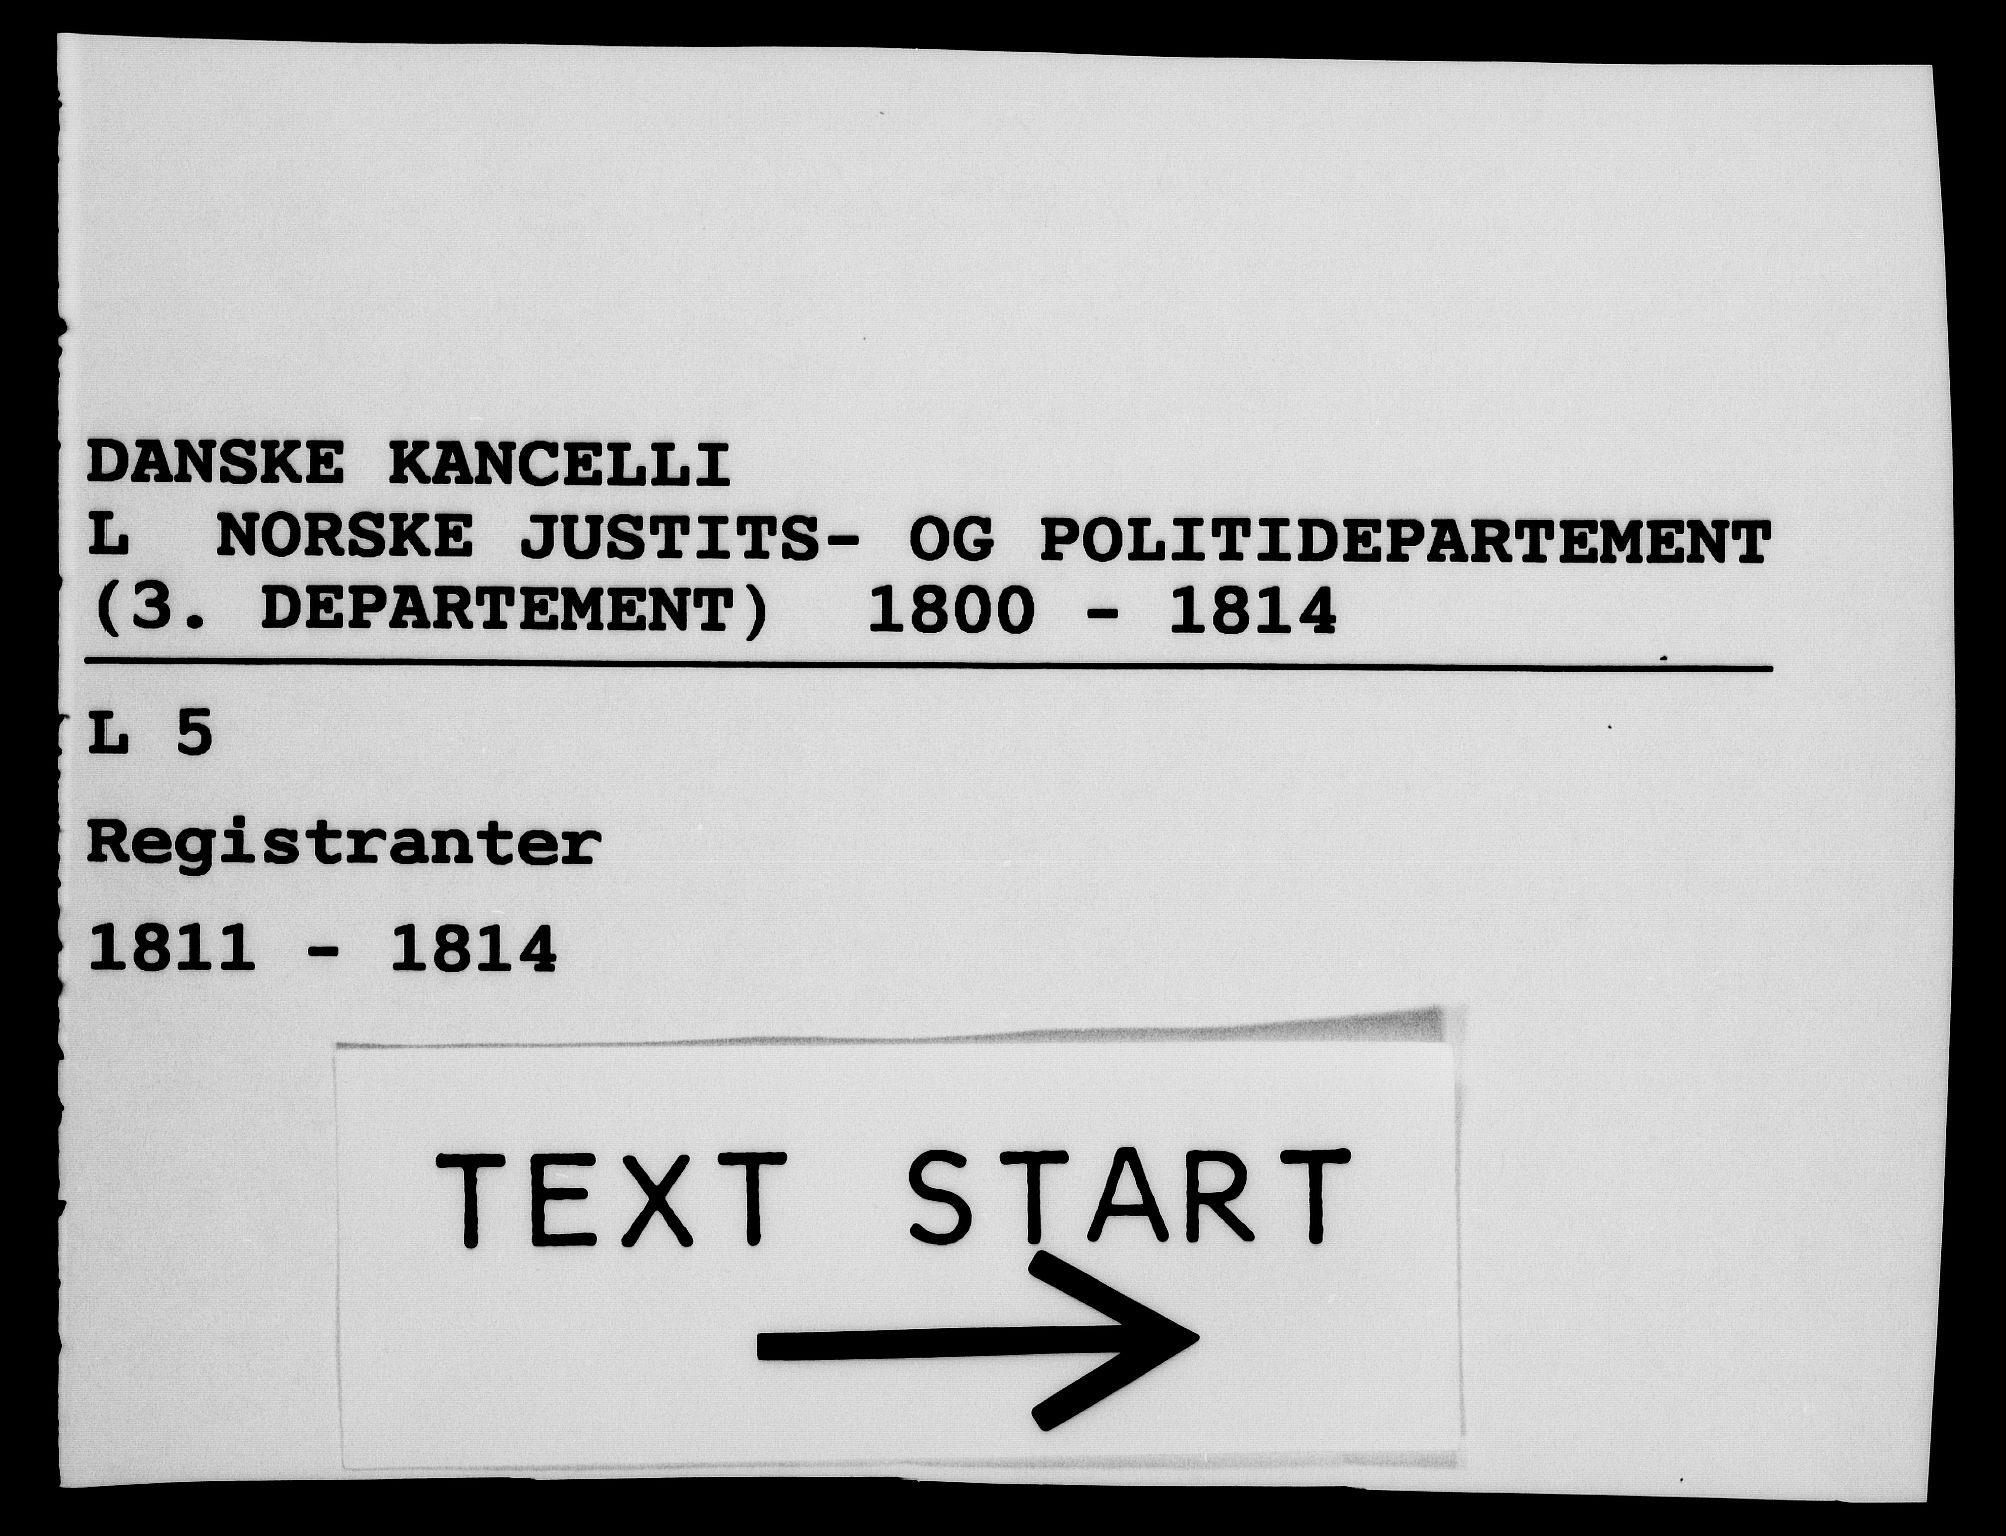 DANSKE KANCELLI
L NORSKE JUSTITS- OG POLITIDEPARTEMENT
(3. DEPARTEMENT) 1800 - 1814
L 5
Registranter
1811 - 1814
TEXT START